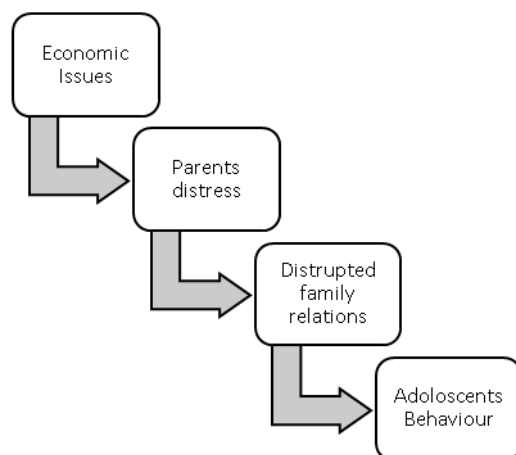 Economic
Issues
Parents
distress
Distrupted
family
relations
Adoloscents
Behaviour